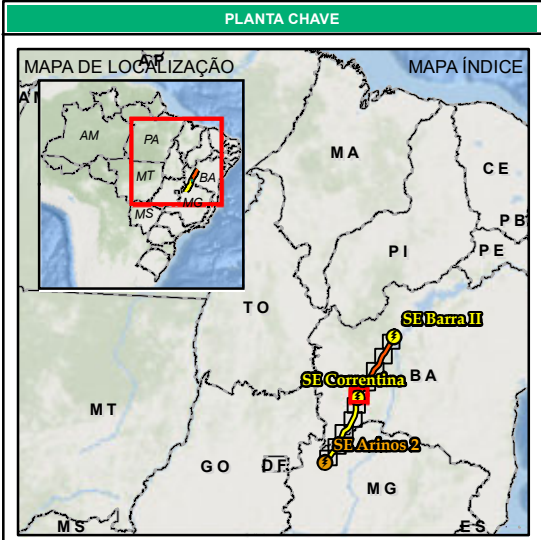 PLANTA CHAVE
MAPA DE LOCALIZAÇÃO
AP
MAPA ÍNDICE
AM
PA
MT
BA
MG
MS
MA
CE
PB
PE
PI
TO
SE Barra II
SE Correntina
BA
MT
SE Arinos 2
GO
DF
MG
MS
ES